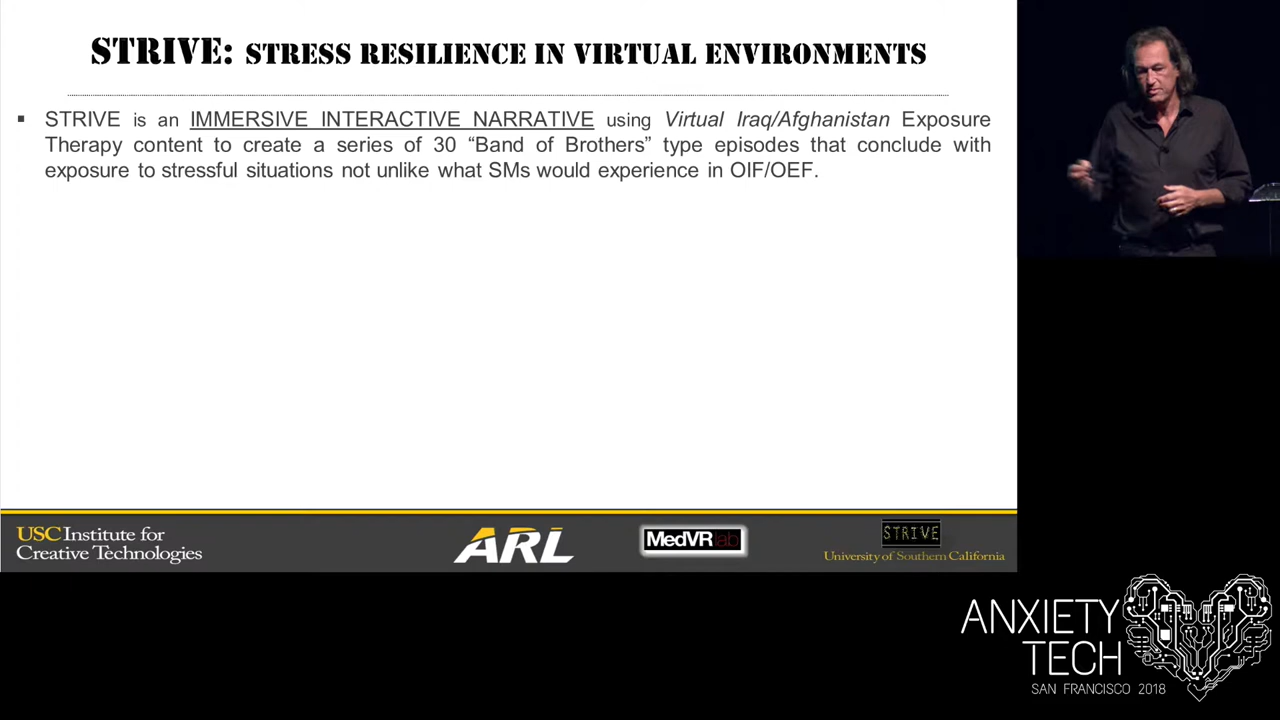 STRIVE: STRESS RESILIENCE IN VIRTUAL ENVIRONMENTS
▪ STRIVE is an IMMERSIVE INTERACTIVE NARRATIVE using Virtual Iraq/Afghanistan Exposure
Therapy content to create a series of 30 “Band of Brothers” type episodes that conclude with
exposure to stressful situations not unlike what SMs would experience in OIF/OEF.
USC Institute for
Creative Technologies
ARL
MedVR lab
STRIVE
University of Southern California
ANXIETY
TECH
SAN FRANCISCO 2018